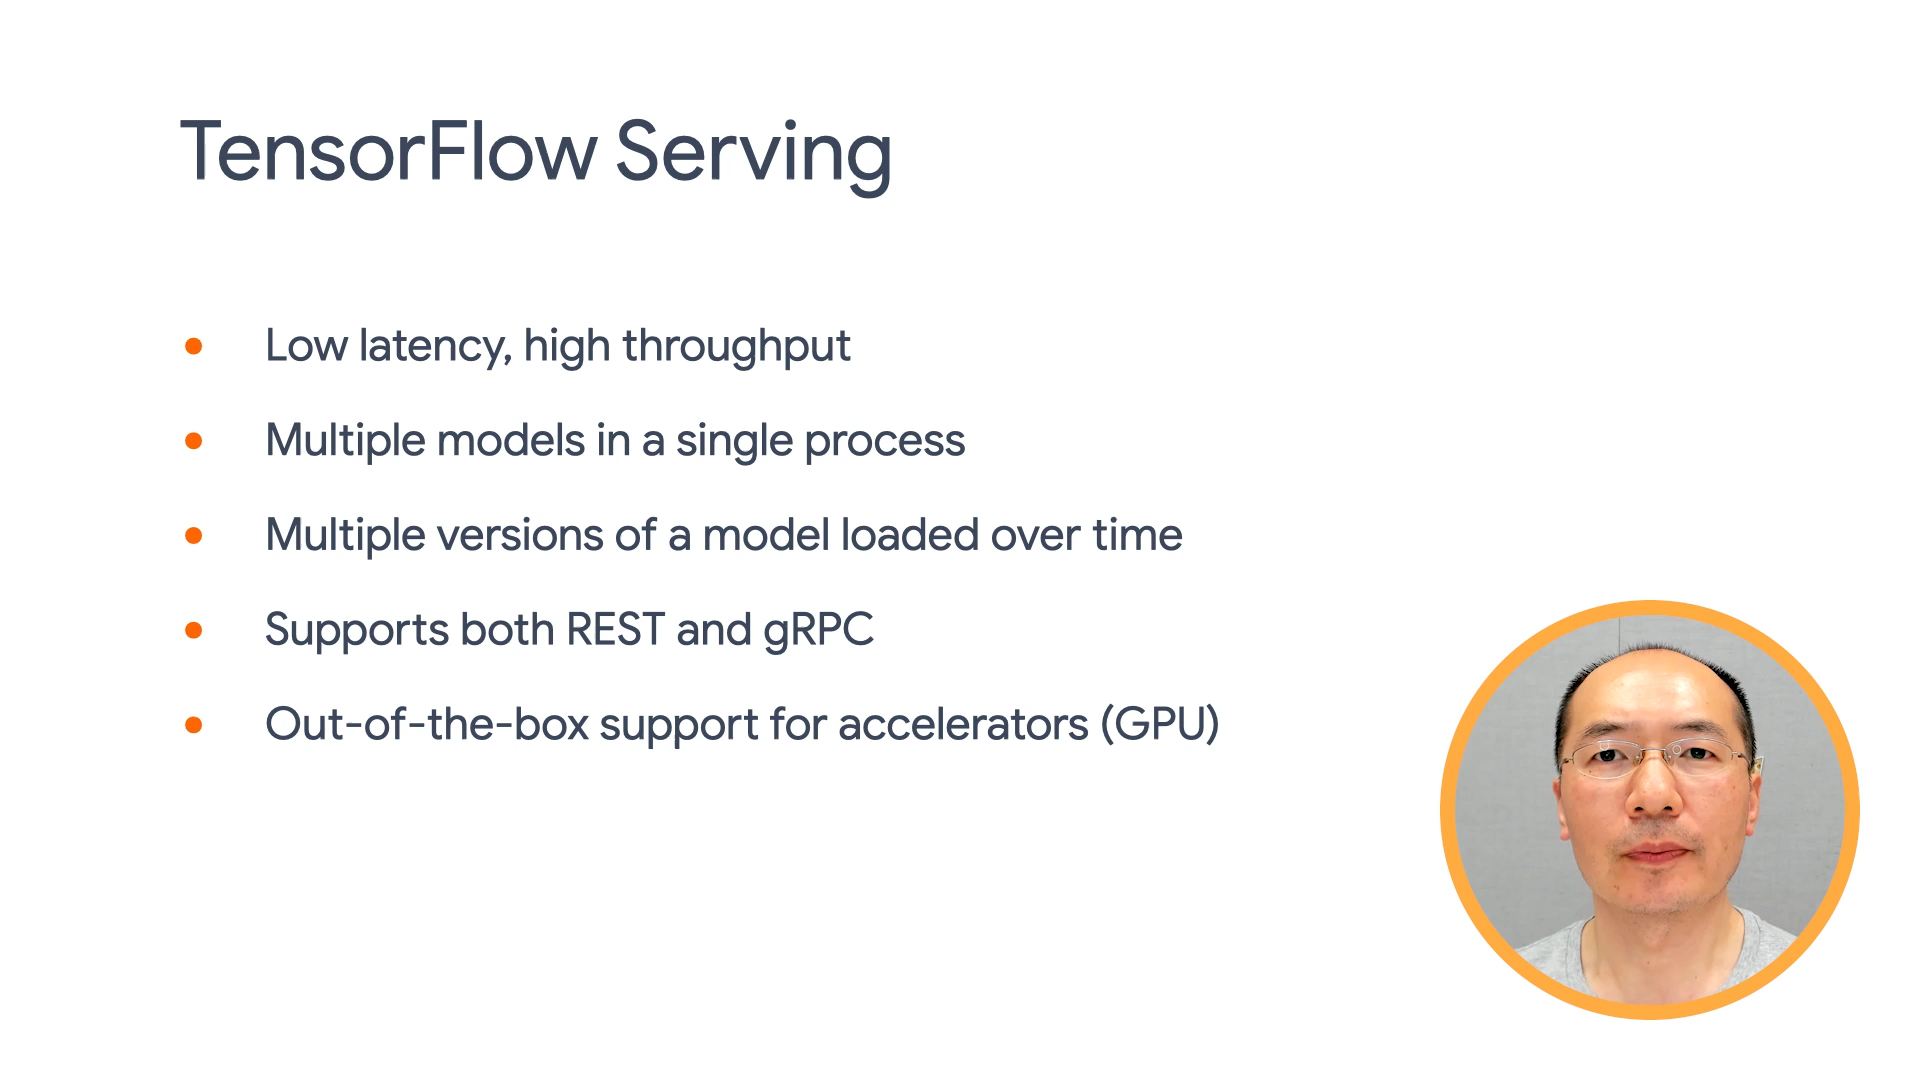 TensorFlow Serving
Low latency, high throughput
Multiple models in a single process
Multiple versions of a model loaded over time
Supports both REST and gRPC
Out-of-the-box support for accelerators (GPU)